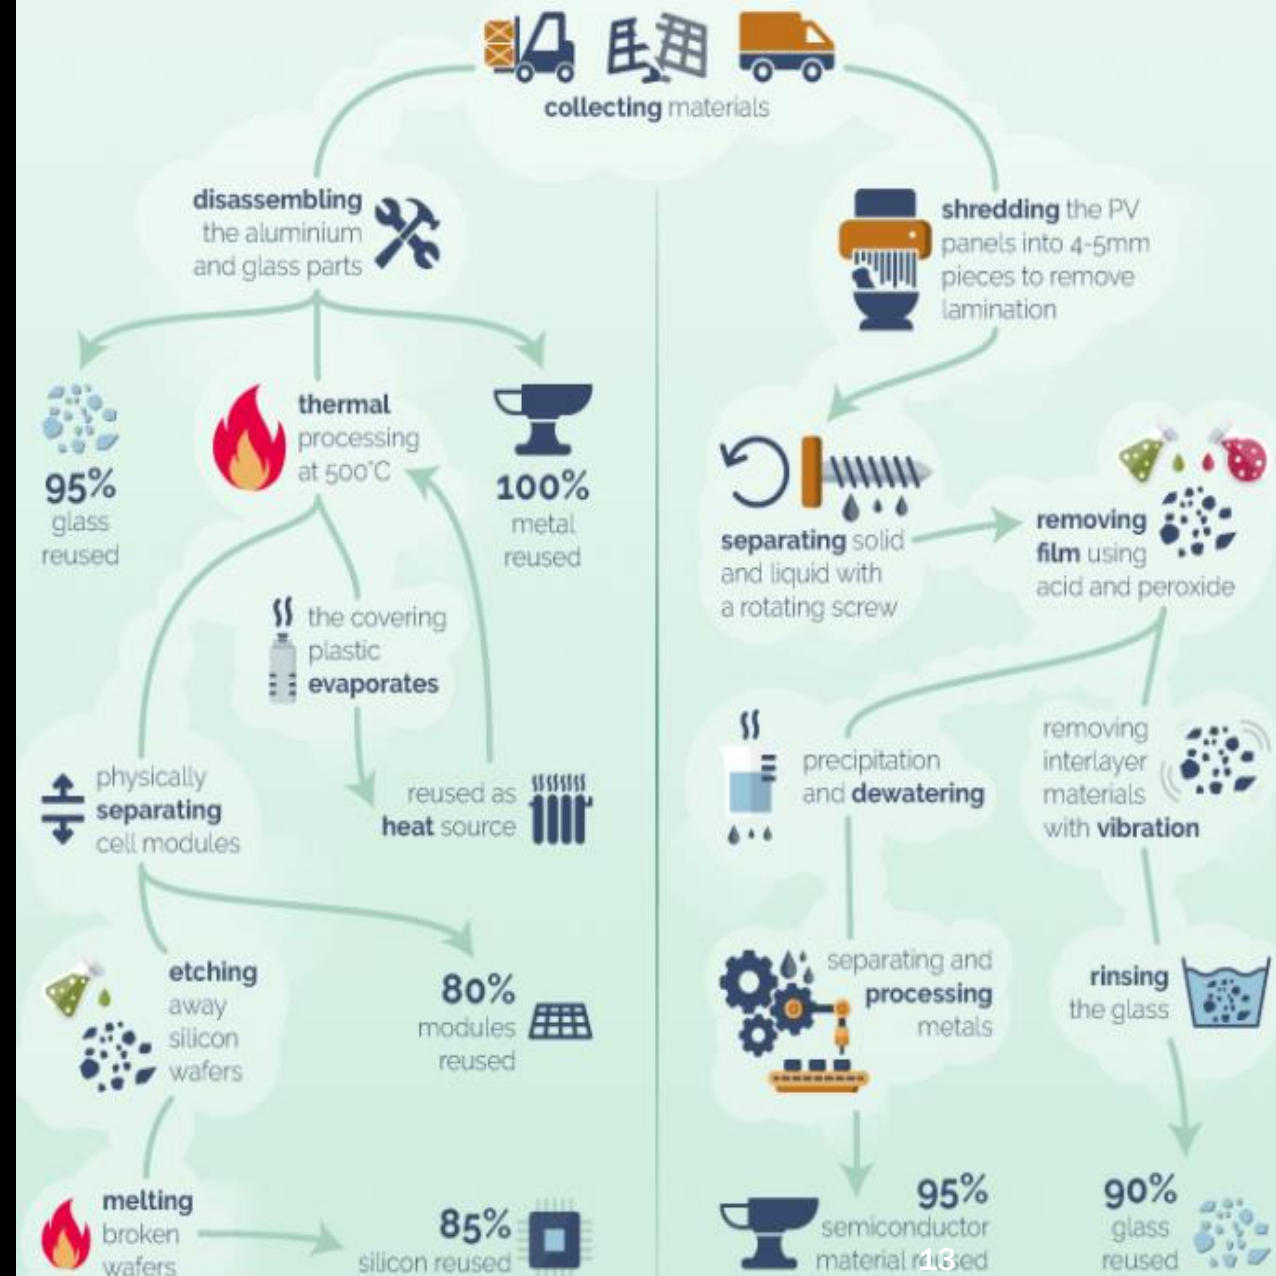 collecting materials
disassembling
the aluminium
and glass parts
95%
glass
reused
thermal
processing
at 500°C
100%
metal
reused
the covering
plastic
evaporates
reused as
heat source
physically
separating
cell modules
80%
modules
reused
etching
away
silicon
wafers
melting
broken
wafers
85%
silicon reused
shredding the PV
panels into 4-5mm
pieces to remove
lamination
separating solid
and liquid with
a rotating screw
removing
film using
acid and peroxide
precipitation
and dewatering
separating and
processing
metals
95%
semiconductor
material reused
13
removing
interlayer
materials
with vibration
rinsing
the glass
90%
glass
reused